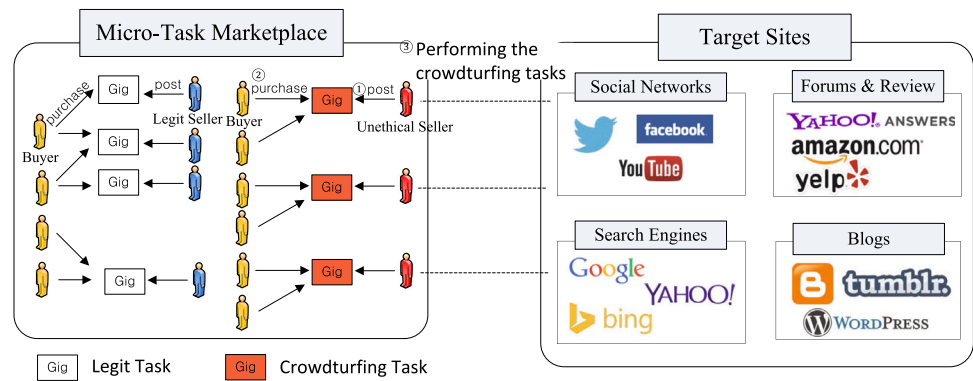 Micro-Task Marketplace
Target Sites
③ Performing the
crowdturfing tasks
purchase
Gig
post
Legit Seller
Buyer
Gig
Gig
Gig
②
purchase
Buyer
Gig
① post
Unethical Seller
Gig
Gig
Social Networks
facebook
YouTube
Forums & Review
YAHOO! ANSWERS
amazon.com
yelp
Search Engines
Google
YAHOO!
bing
Blogs
tumblr.
WORDPRESS
Gig Legit Task
Gig Crowdturfing Task